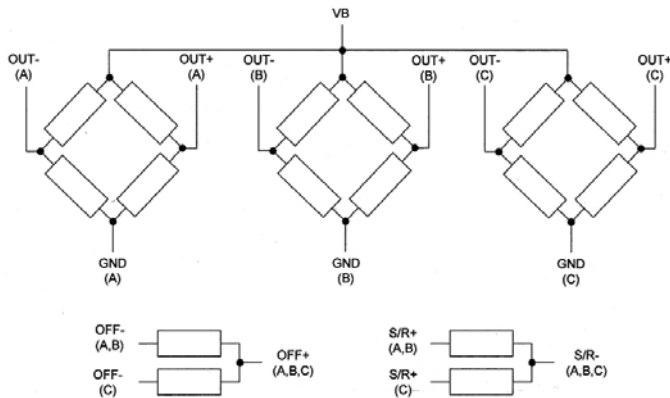 VB
OUT-
(A)
OUT+
(A)
OUT-
(B)
OUT+
(B)
OUT-
(C)
OUT+
(C)
GND
(A)
GND
(B)
GND
(C)
OFF-
(A,B)
OFF+
(A,B,C)
OFF-
(C)
S/R+
(A,B)
S/R-
(A,B,C)
S/R+
(C)